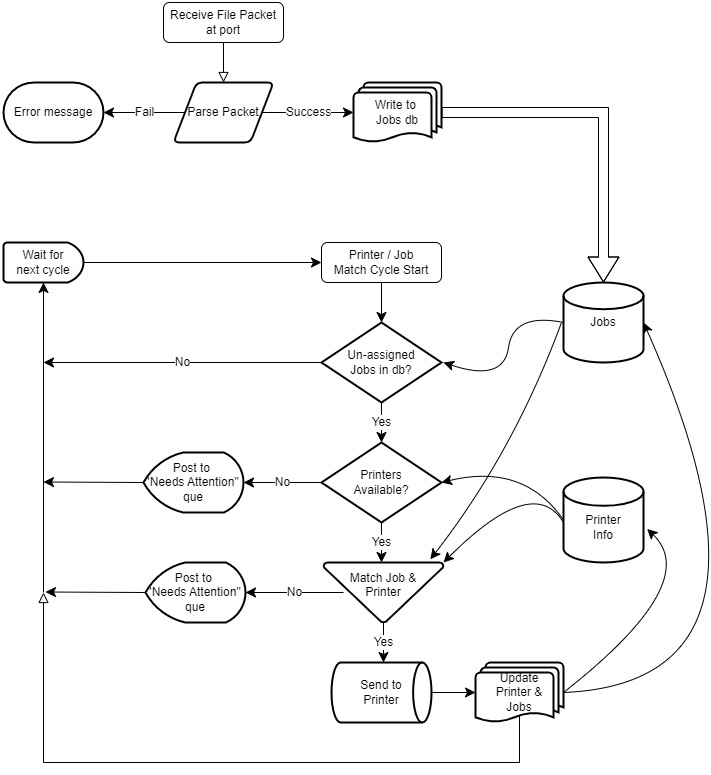 Receive File Packet
at port
Error message
Fail
Parse Packet
Success
Write to
Jobs db
Wait for
next cycle
Printer / Job
Match Cycle Start
Jobs
No
Un-assigned
Jobs in db?
Yes
Post to
"Needs Attention"
que
No
Printers
Available?
Printer
Info
Yes
Post to
"Needs Attention"
que
No
Match Job &
Printer
Yes
Send to
Printer
Update
Printer &
Jobs